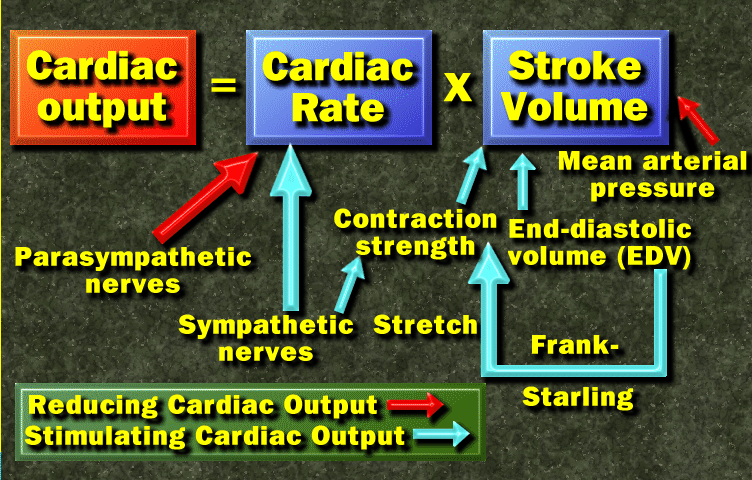 Cardiac
output
=
Cardiac
Rate
x
Stroke
Volume
Mean arterial
pressure
Contraction
strength
End-diastolic
volume (EDV)
Parasympathetic
nerves
Sympathetic
nerves
Stretch
Frank-
Starling
Reducing Cardiac Output
Stimulating Cardiac Output